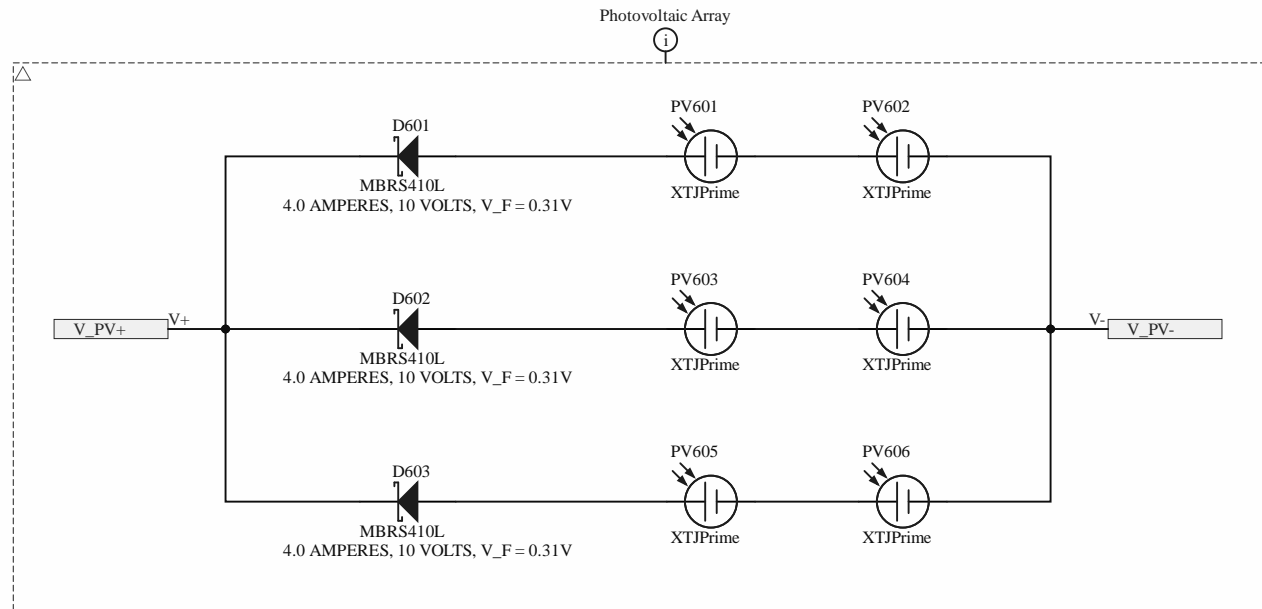 Photovoltaic Array
i
PV601
PV602
D601
MBRS410L
XTJPrime
XTJPrime
4.0 AMPERES, 10 VOLTS, V_F = 0.31V
PV603
PV604
D602
V_PV+
V+
V-
V_PV-
MBRS410L
XTJPrime
XTJPrime
4.0 AMPERES, 10 VOLTS, V_F = 0.31V
PV605
PV606
D603
MBRS410L
XTJPrime
XTJPrime
4.0 AMPERES, 10 VOLTS, V_F = 0.31V